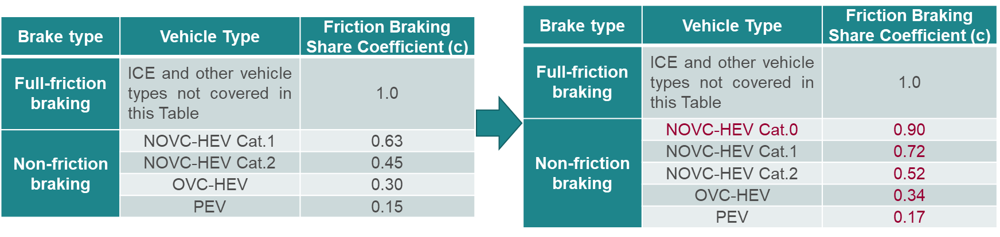 Brake type
Vehicle Type
Friction Braking
Share Coefficient (c)
Full-friction
braking
ICE and other vehicle
types not covered in
this Table
1.0
Non-friction
braking
NOVC-HEV Cat.1
0.63
NOVC-HEV Cat.2
0.45
OVC-HEV
0.30
PEV
0.15
Brake type
Vehicle Type
Friction Braking
Share Coefficient (c)
Full-friction
braking
ICE and other vehicle
types not covered in
this Table
1.0
Non-friction
braking
NOVC-HEV Cat.0
0.90
NOVC-HEV Cat.1
0.72
NOVC-HEV Cat.2
0.52
OVC-HEV
0.34
PEV
0.17